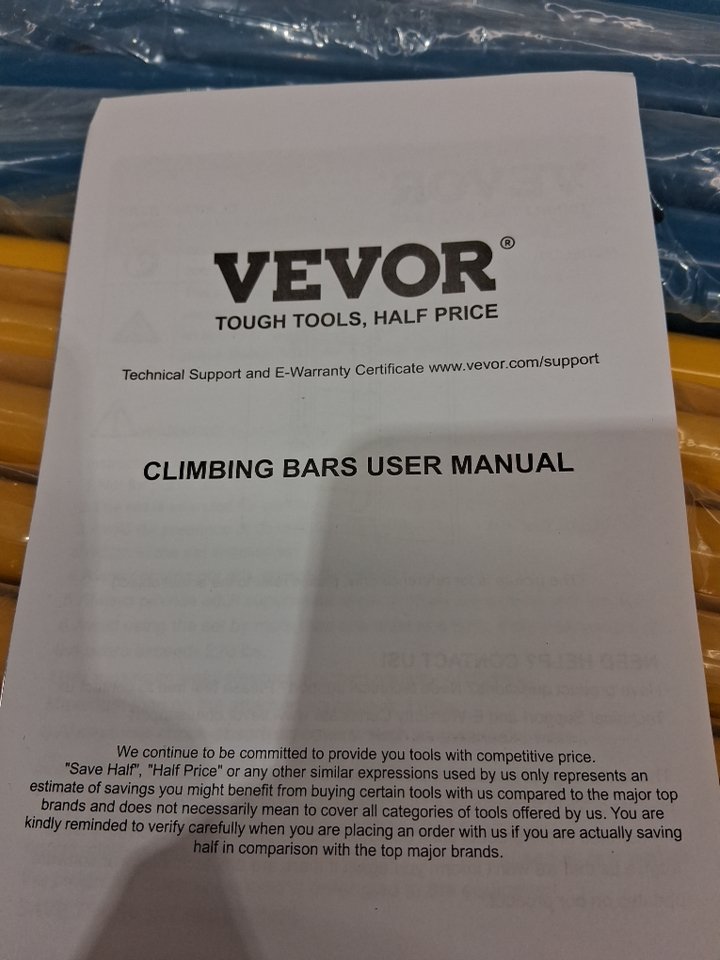 VEVOR®
TOUGH TOOLS, HALF PRICE
Technical Support and E-Warranty Certificate www.vevor.com/support
CLIMBING BARS USER MANUAL
NEED HELP? CONTACT US!
We continue to be committed to provide you tools with competitive price.
"Save Half", "Half Price" or any other similar expressions used by us only represents an
estimate of savings you might benefit from buying certain tools with us compared to the major top
brands and does not necessarily mean to cover all categories of tools offered by us. You are
kindly reminded to verify carefully when you are placing an order with us if you are actually saving
half in comparison with the top major brands.